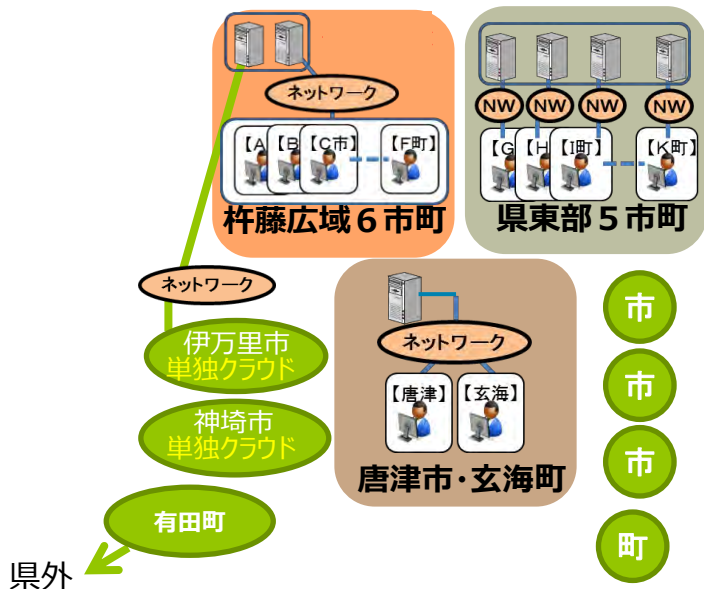 ネットワーク
【A
【B
【C市】
【F町】
杵藤広域６市町
NW
NW
NW
NW
【G
【H
【I町】
【K町】
県東部５市町
ネットワーク
伊万里市
単独クラウド
神埼市
単独クラウド
有田町
県外
ネットワーク
【唐津】
【玄海】
唐津市・玄海町
市
市
市
町